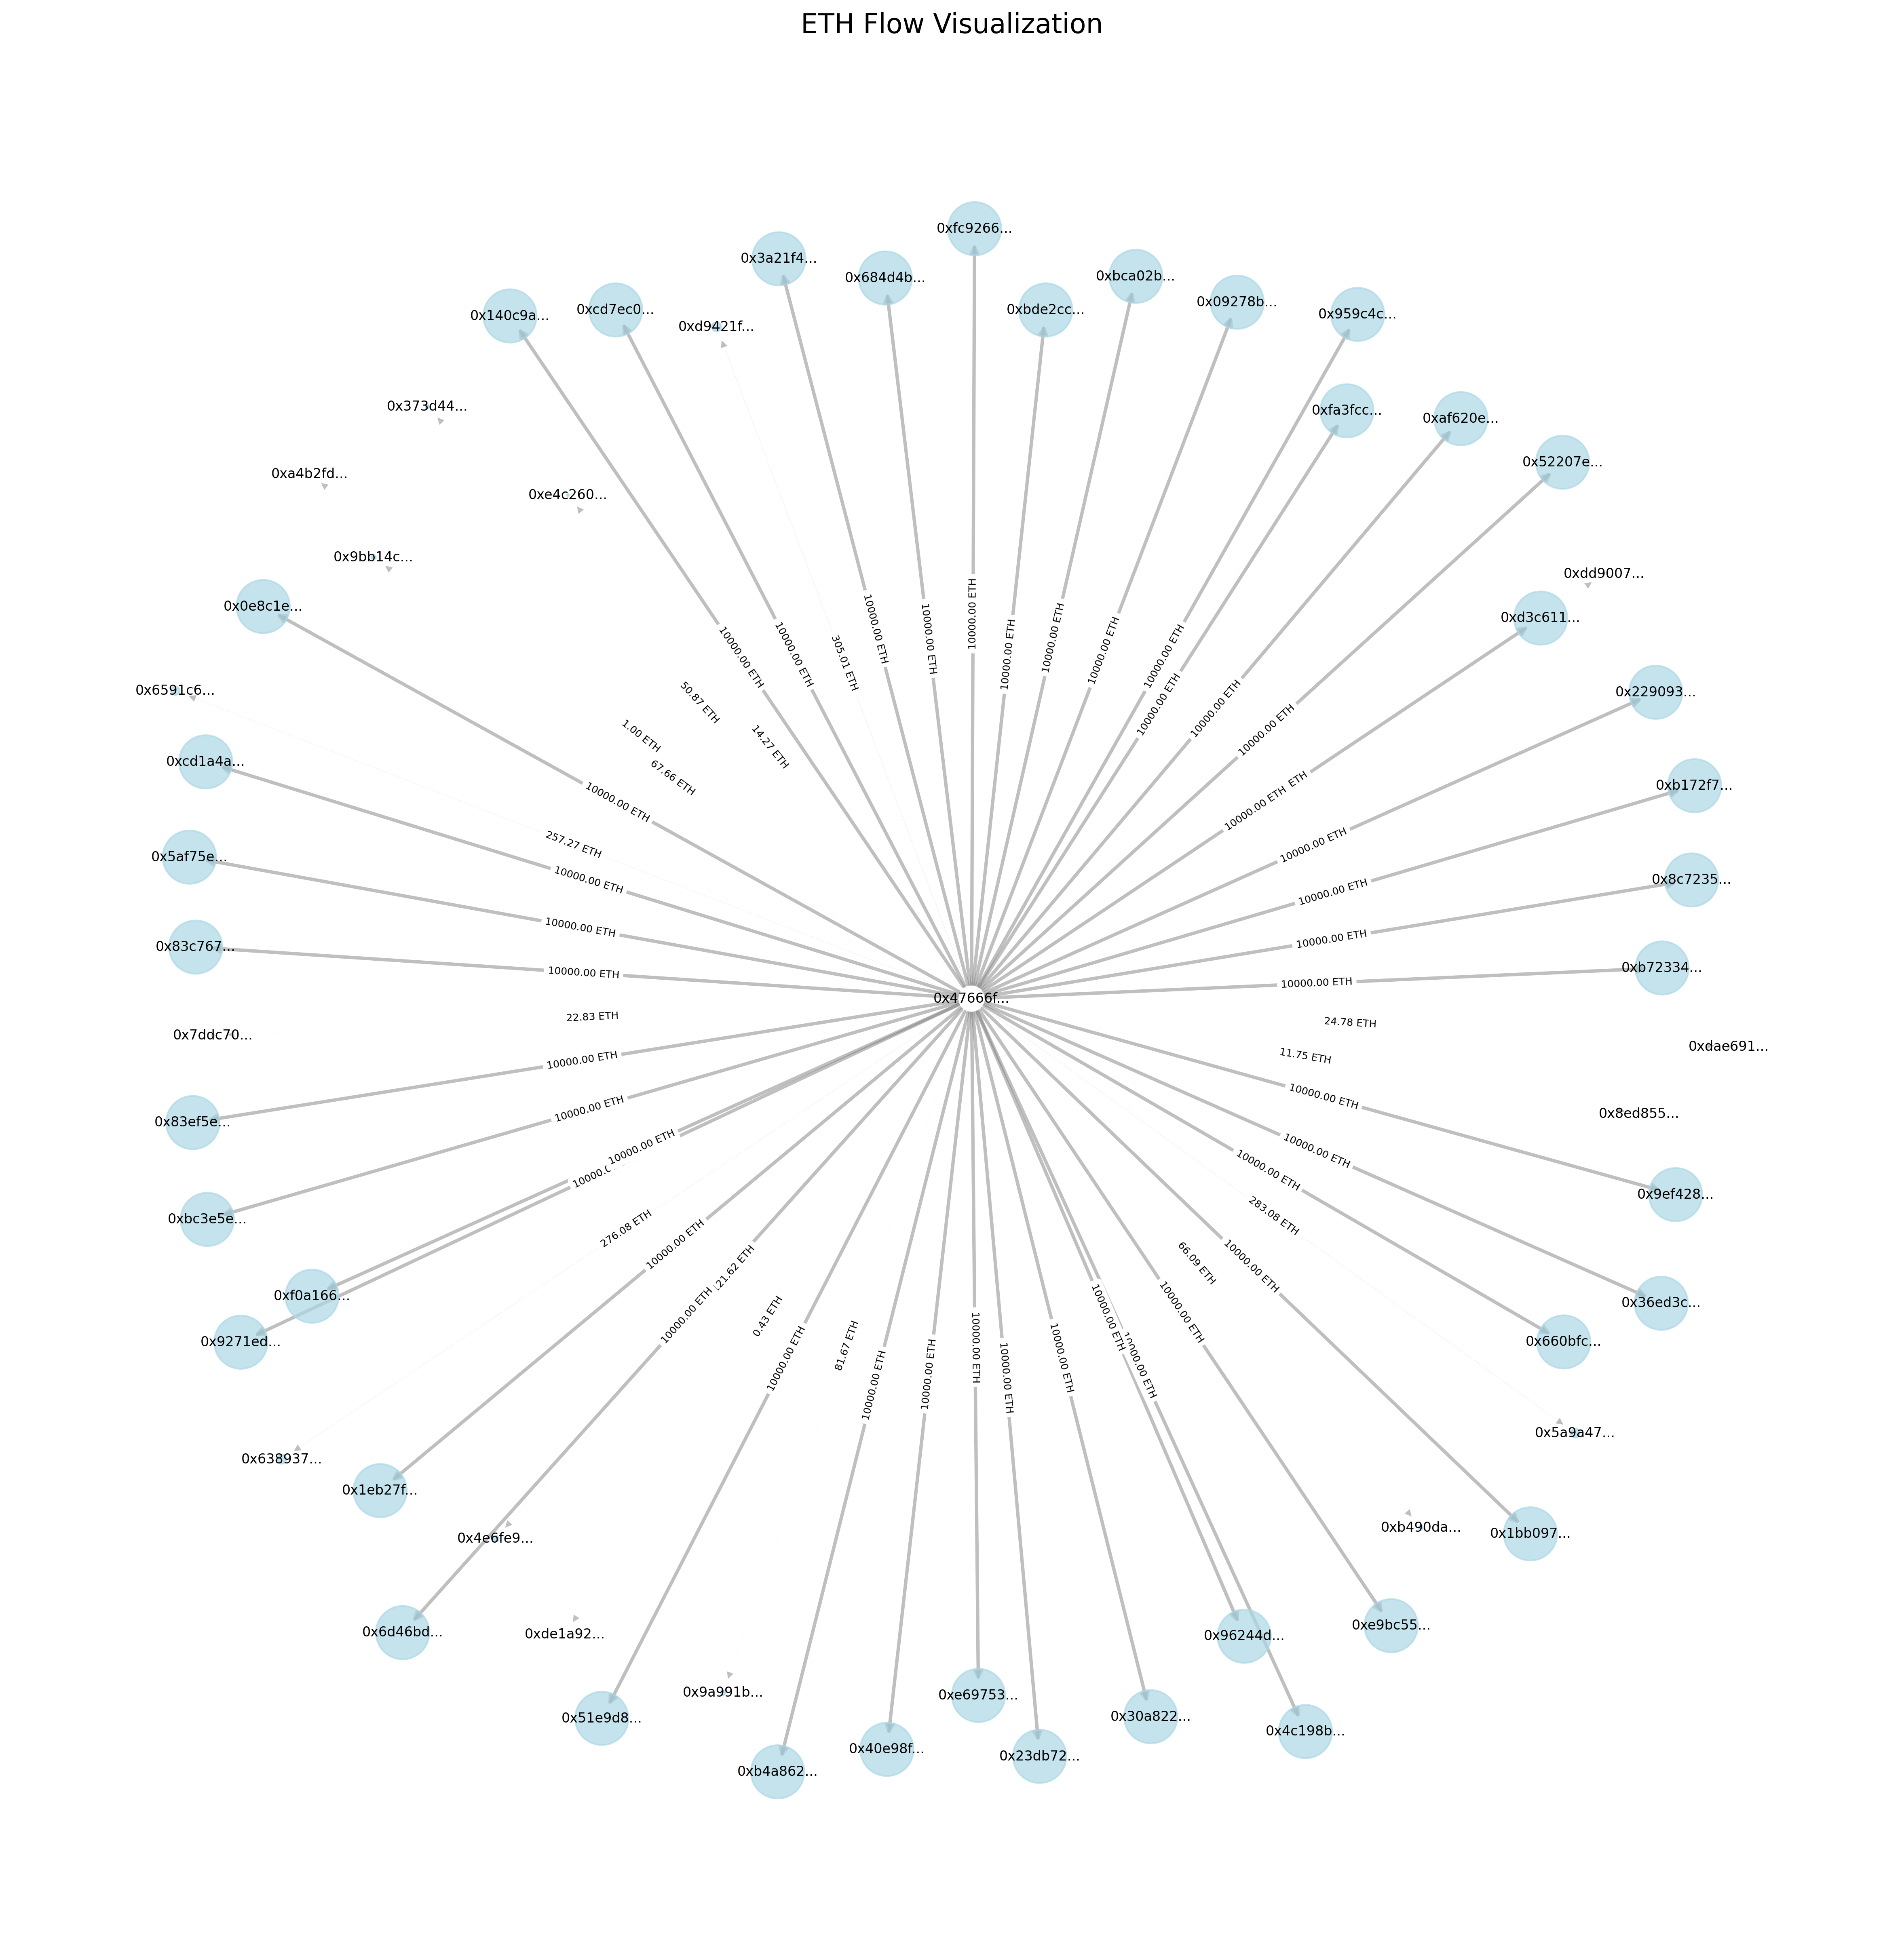 ETH Flow Visualization
0xfc9266...
0x3a21f4...
0x684d4b...
0xbca02b...
0x09278b...
0xbde2cc...
0x959c4c...
0x140c9a...
0xcd7ec0...
0xd9421f...
0x373d44...
0xfa3fcc...
0xaf620e...
0x52207e...
0xa4b2fd...
0xe4c260...
0x9bb14c...
0xdd9007...
0x0e8c1e...
0xd3c611...
10000.00 ETH
10000.00 ETH
10000.00 ETH
10000.00 ETH
10000.00 ETH
10000.00 ETH
10000.00 ETH
10000.00 ETH
10000.00 ETH
305.01 ETH
10000.00 ETH
10000.00 ETH
0x6591c6...
0x229093...
50.87 ETH
10000.00 ETH
10000.00 ETH
1.00 ETH
14.27 ETH
0xcd1a4a...
67.66 ETH
0xb172f7...
10000.00 ETH
10000.00 ETH
ETH
257.27 ETH
10000.00 ETH
0x5af75e...
10000.00 ETH
10000.00 ETH
0x8c7235...
10000.00 ETH
10000.00 ETH
0x83c767...
10000.00 ETH
10000.00 ETH
0xb72334...
0x47666f...
22.83 ETH
24.78 ETH
0x7ddc70...
0xdae691...
10000.00 ETH
11.75 ETH
10000.00 ETH
10000.00 ETH
0x8ed855...
0x83ef5e...
10000.00 ETH
10000.00 ETH
10000.0
10000.00 ETH
0x9ef428...
0xbc3e5e...
276.08 ETH
283.08 ETH
10000.00 ETH
21.62 ETH
66.09 ETH
10000.00 ETH
0xf0a166...
0x36ed3c...
10000.00 ETH
0.43 ETH
10000.00 ETH
10000.00 ETH
0x9271ed...
0x660bfc...
10000.00 ETH
81.67 ETH
10000.00 ETH
10000.00 ETH
10000.00 ETH
10000.00 ETH
10000.00 ETH
10000.00 ETH
0x638937...
0x5a9a47...
0x1eb27f...
0x4e6fe9...
0xb490da...
0x1bb097...
0x6d46bd...
0xde1a92...
0x96244d...
0xe9bc55...
0x9a991b...
0xe69753...
0x51e9d8...
0x30a822...
0x4c198b...
0xb4a862...
0x40e98f...
0x23db72...